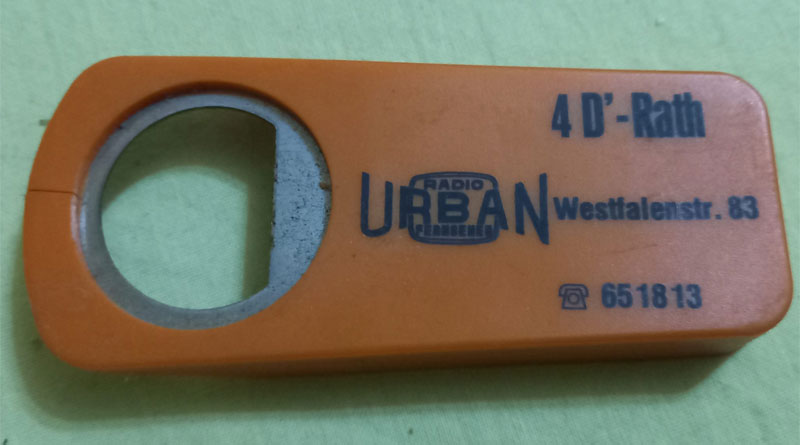 4 D'-Rath
RADIO
URBAN
FERNSEHEN
Westfalenstr. 83
☎ 651813